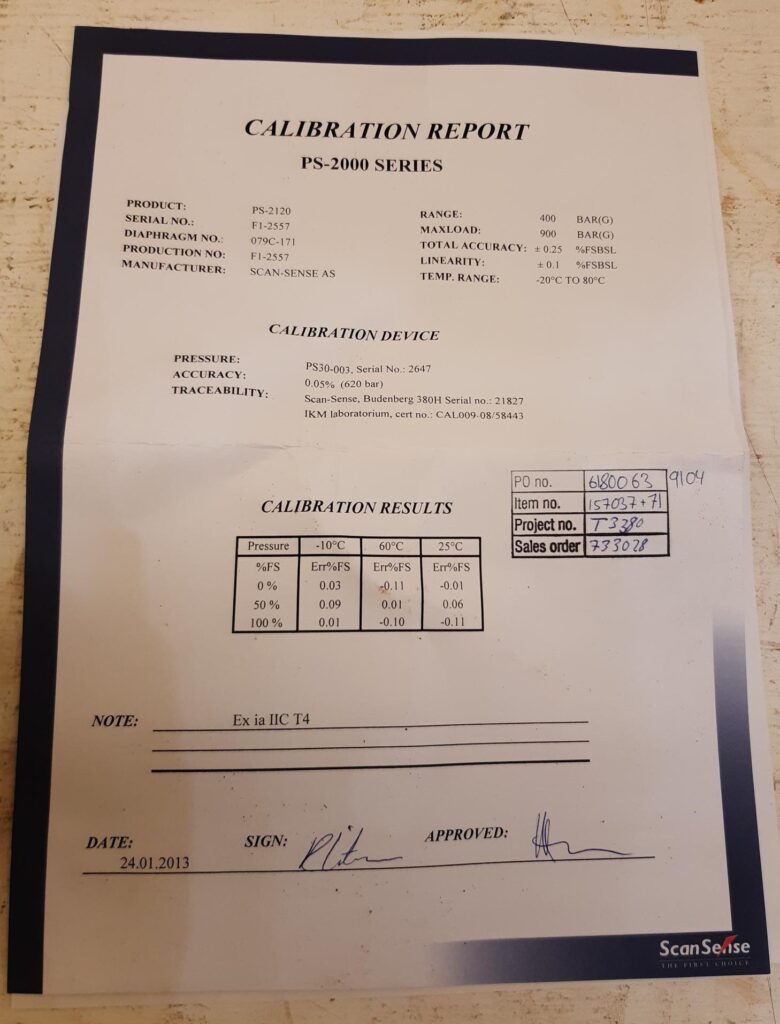 CALIBRATION REPORT
PS-2000 SERIES
PRODUCT: PS-2120
SERIAL NO.: F1-2557
DIAPHRAGM NO.: 079C-171
PRODUCTION NO: F1-2557
MANUFACTURER: SCAN-SENSE AS
RANGE: 400 BAR(G)
MAXLOAD: 900 BAR(G)
TOTAL ACCURACY: ± 0.25 %FSBSL
LINEARITY: ± 0.1 %FSBSL
TEMP. RANGE: -20°C TO 80°C
CALIBRATION DEVICE
PRESSURE: PS30-003, Serial No.: 2647
ACCURACY: 0.05% (620 bar)
TRACEABILITY: Scan-Sense, Budenberg 380H Serial no.: 21827
IKM laboratorium, cert no.: CAL009-08/58443
PO no. 6180063 9104
Item no. 157037+71
Project no. T3380
Sales order 733028
CALIBRATION RESULTS
Pressure -10°C 60°C 25°C
%FS Err%FS Err%FS Err%FS
0 % 0.03 -0.11 -0.01
50 % 0.09 0.01 0.06
100 % 0.01 -0.10 -0.11
NOTE: Ex ia IIC T4
DATE: SIGN: APPROVED:
24.01.2013
ScanSense
THE FIRST CHOICE